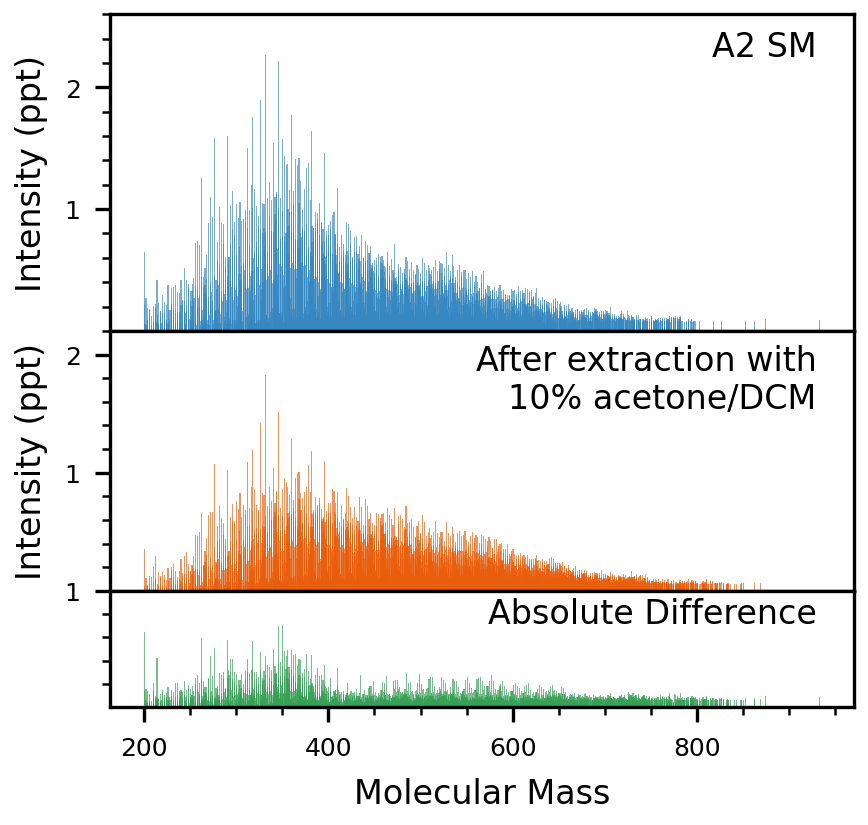 A2 SM
Intensity (ppt)
2
1
After extraction with
10% acetone/DCM
Intensity (ppt)
2
1
1
Absolute Difference
200 400 600 800
Molecular Mass